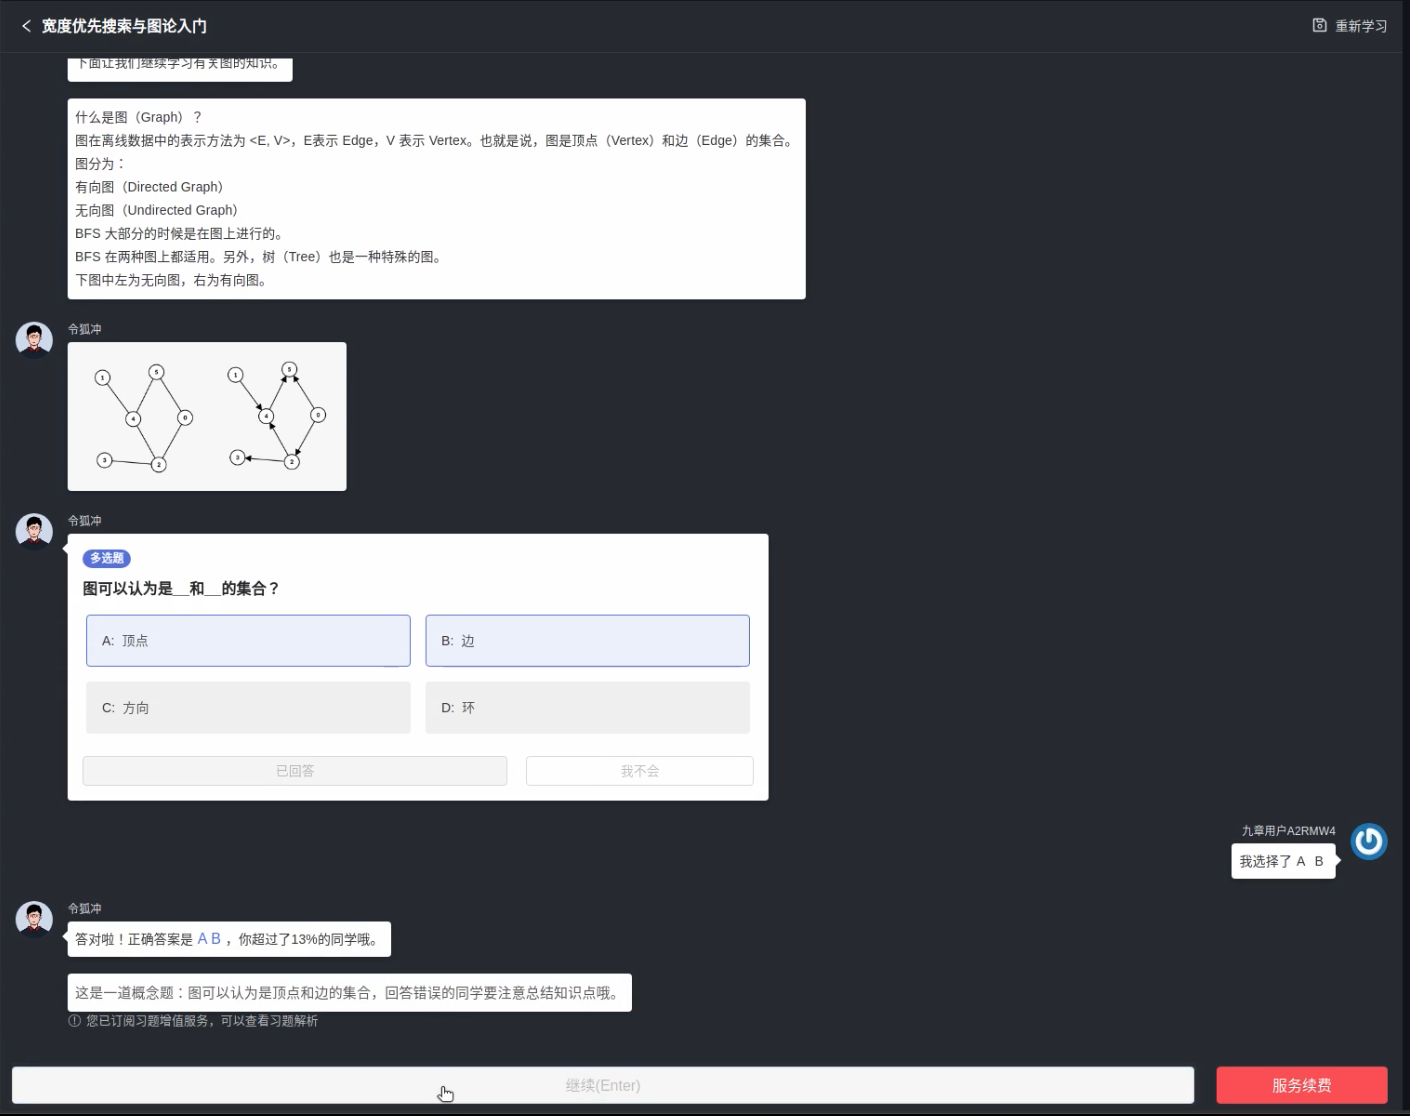 宽度优先搜索与图论入门
重新学习
下面让我们继续学习有关图的知识。
什么是图（Graph）？
图在离线数据中的表示方法为 <E, V>，E表示 Edge，V 表示 Vertex。也就是说，图是顶点（Vertex）和边（Edge）的集合。
图分为：
有向图（Directed Graph）
无向图（Undirected Graph）
BFS 大部分的时候是在图上进行的。
BFS 在两种图上都适用。另外，树（Tree）也是一种特殊的图。
下图中左为无向图，右为有向图。
令狐冲
1 5 1 5
4 0 4 0
3 2 3 2
令狐冲
多选题
图可以认为是__和__的集合？
A: 顶点 B: 边
C: 方向 D: 环
已回答 我不会
九章用户A2RMW4
我选择了 A B
令狐冲
答对啦！正确答案是 A B ，你超过了13%的同学哦。
这是一道概念题：图可以认为是顶点和边的集合，回答错误的同学要注意总结知识点哦。
您已订阅习题增值服务，可以查看习题解析
继续(Enter) 服务续费